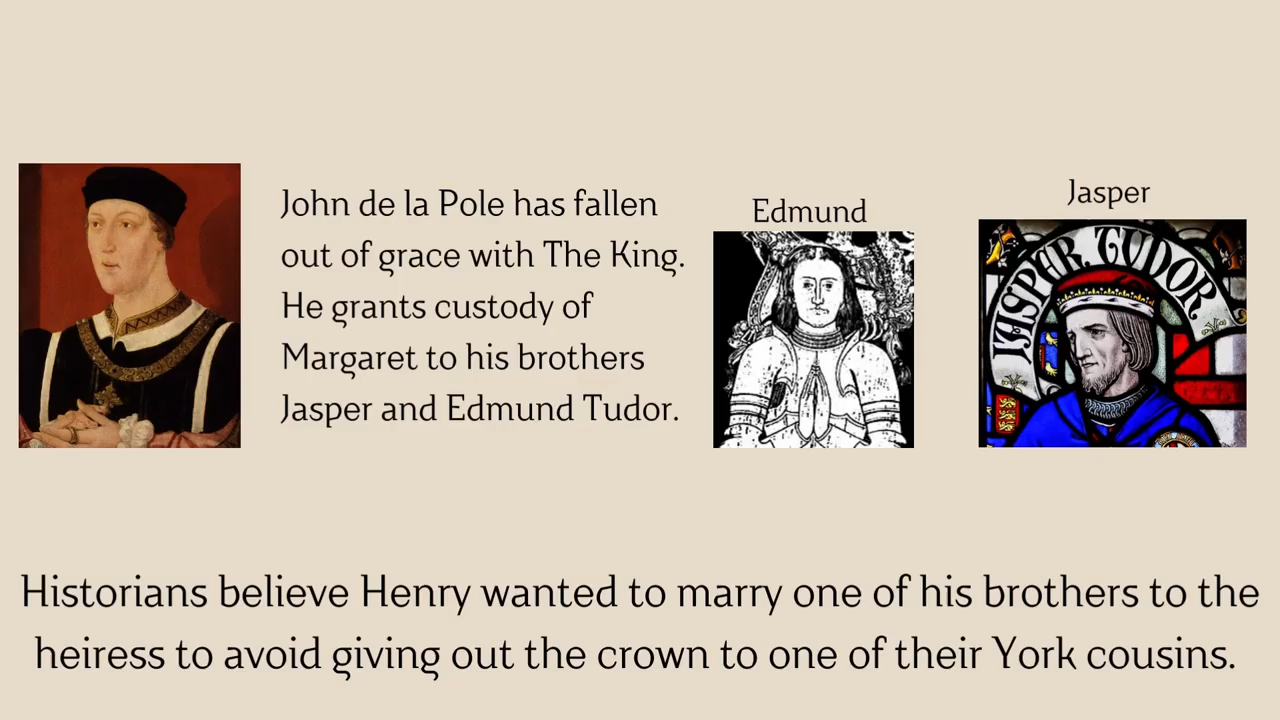 John de la Pole has fallen
out of grace with The King.
He grants custody of
Margaret to his brothers
Jasper and Edmund Tudor.
Edmund
Jasper
JASPER TUDOR
Historians believe Henry wanted to marry one of his brothers to the
heiress to avoid giving out the crown to one of their York cousins.